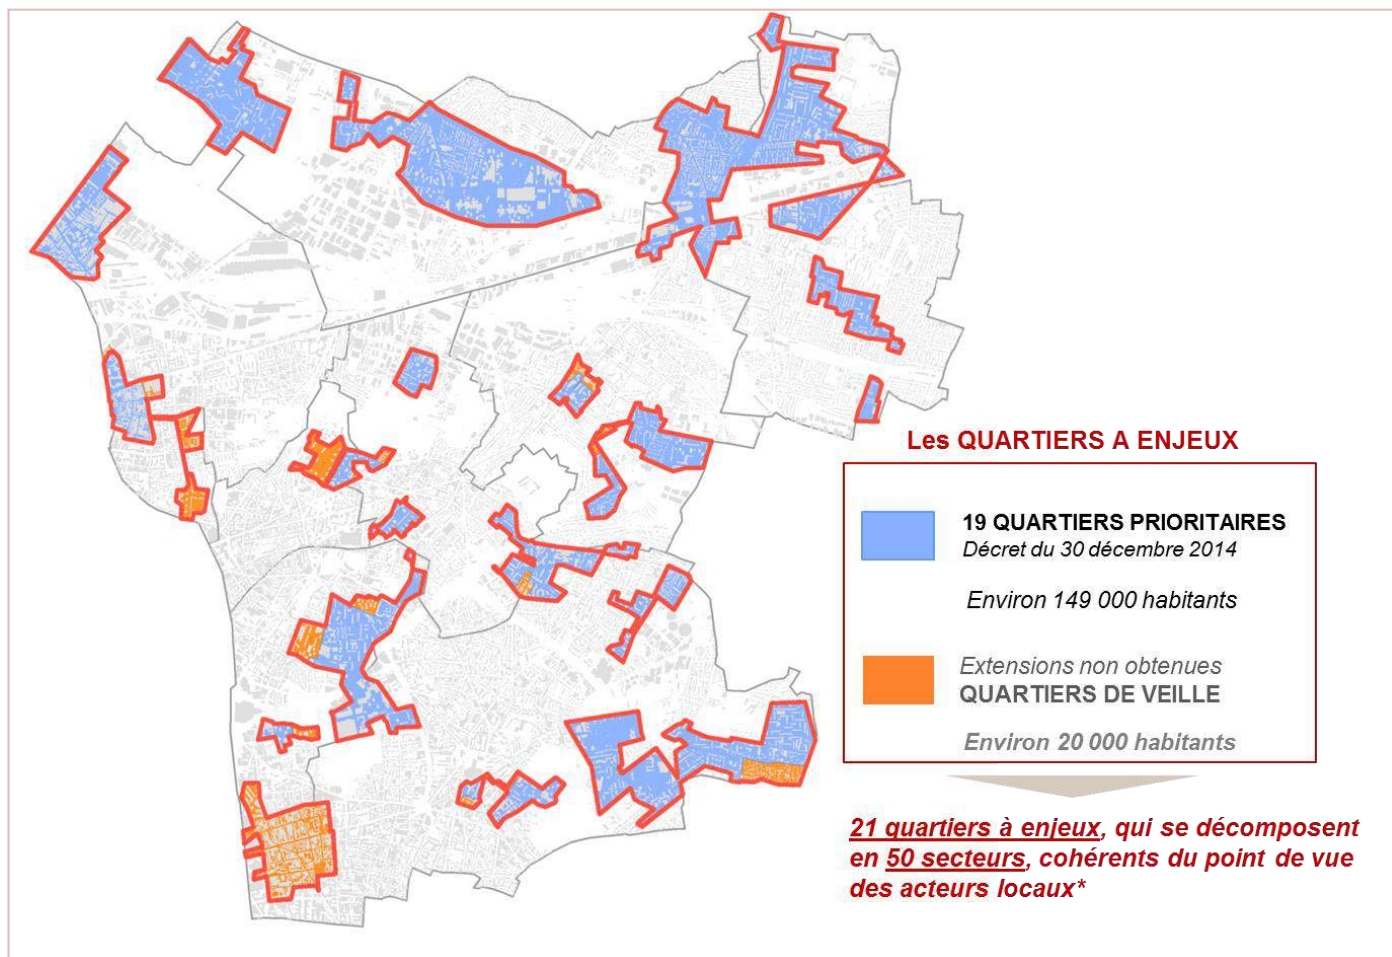 Les QUARTIERS A ENJEUX
19 QUARTIERS PRIORITAIRES
Décret du 30 décembre 2014
Environ 149 000 habitants
Extensions non obtenues
QUARTIERS DE VEILLE
Environ 20 000 habitants
21 quartiers à enjeux, qui se décomposent
en 50 secteurs, cohérents du point de vue
des acteurs locaux*